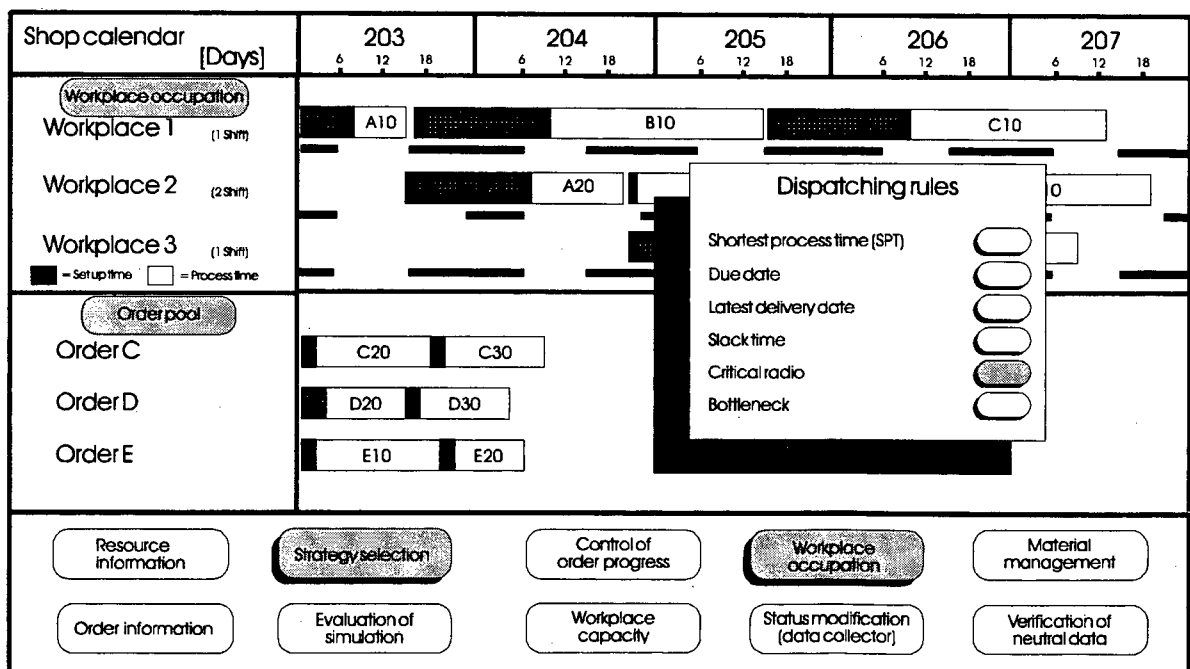 Shop calendar
[Days]
203 204 205 206 207
6 12 18 6 12 18 6 12 18 6 12 18 6 12 18
Workplace occupation
Workplace 1 (1 Shift)
A10 B10 C10
Workplace 2 (2 Shift)
A20 10
Workplace 3 (1 Shift)
= Set up time = Process time
Dispatching rules
Shortest process time (SPT)
Due date
Latest delivery date
Slack time
Critical radio
Bottleneck
Order pool
Order C C20 C30
Order D D20 D30
Order E E10 E20
Resource
information
Strategy selection
Control of
order progress
Workplace
occupation
Material
management
Order information
Evaluation of
simulation
Workplace
capacity
Status modification
(data collector)
Verification of
neutral data